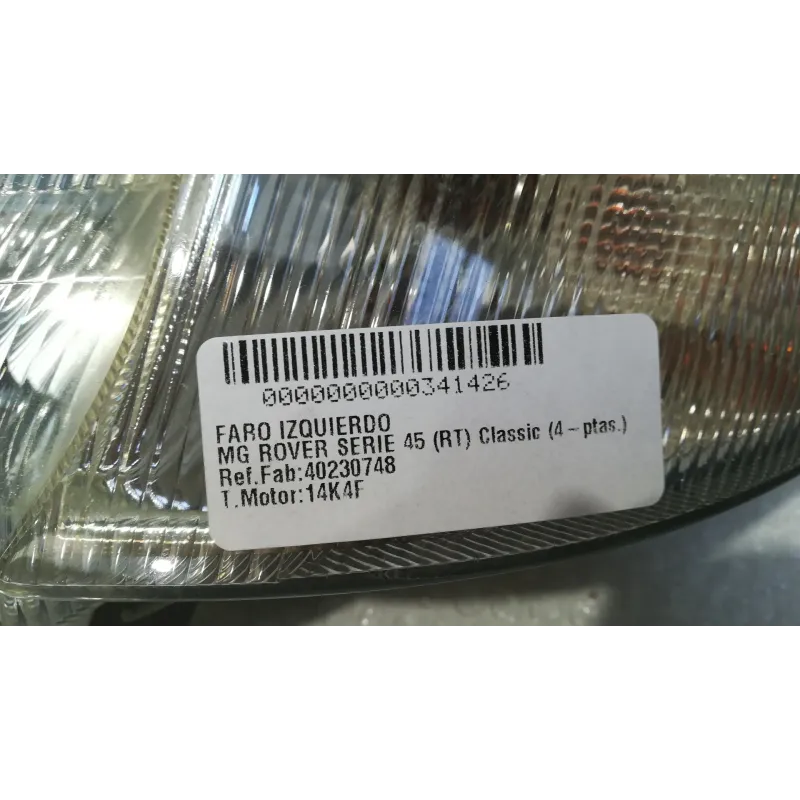 0000000000341426
FARO IZQUIERDO
MG ROVER SERIE 45 (RT) Classic (4-ptas.)
Ref.Fab:40230748
T.Motor:14K4F